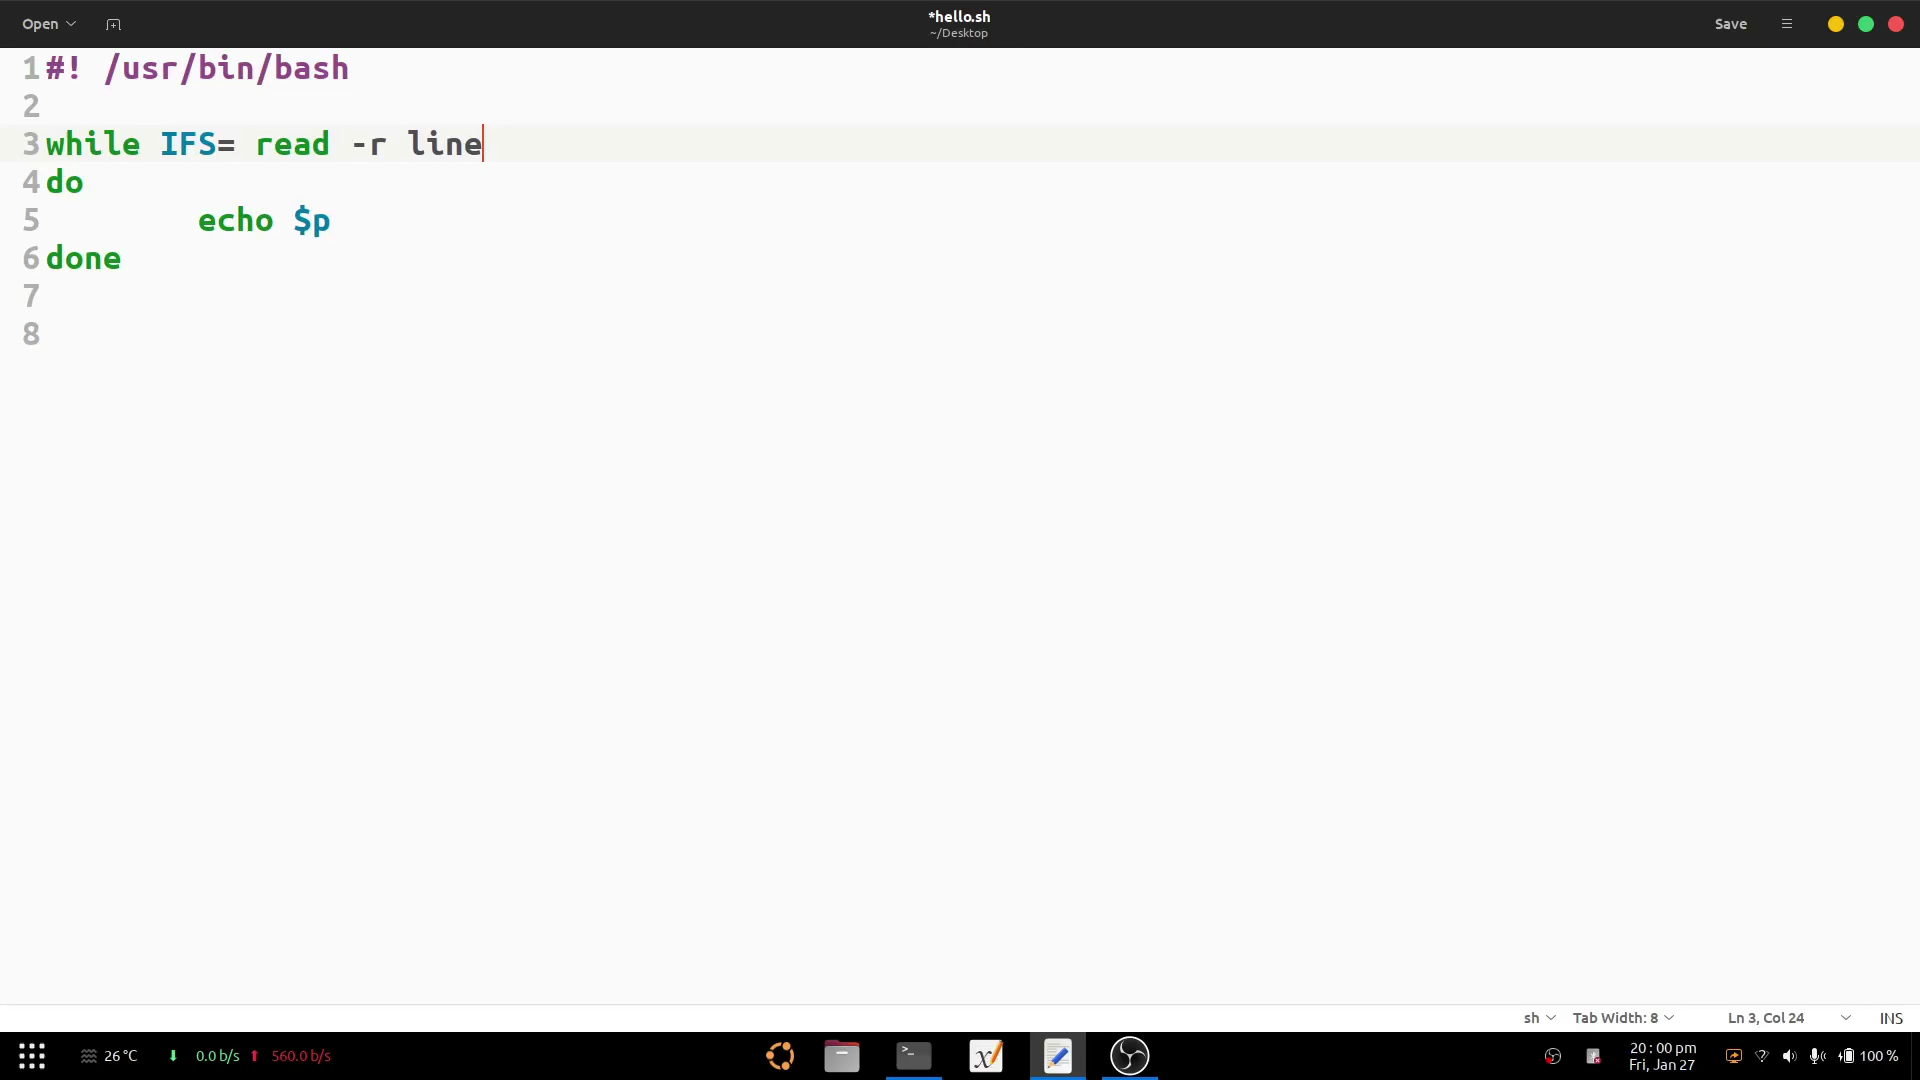 Open
*hello.sh
~/Desktop
Save
1 #! /usr/bin/bash
2
3 while IFS= read -r line
4 do
5 echo $p
6 done
7
8
sh
Tab Width: 8
Ln 3, Col 24
INS
26 °C
0.0 b/s
560.0 b/s
20 : 00 pm
Fri, Jan 27
100 %